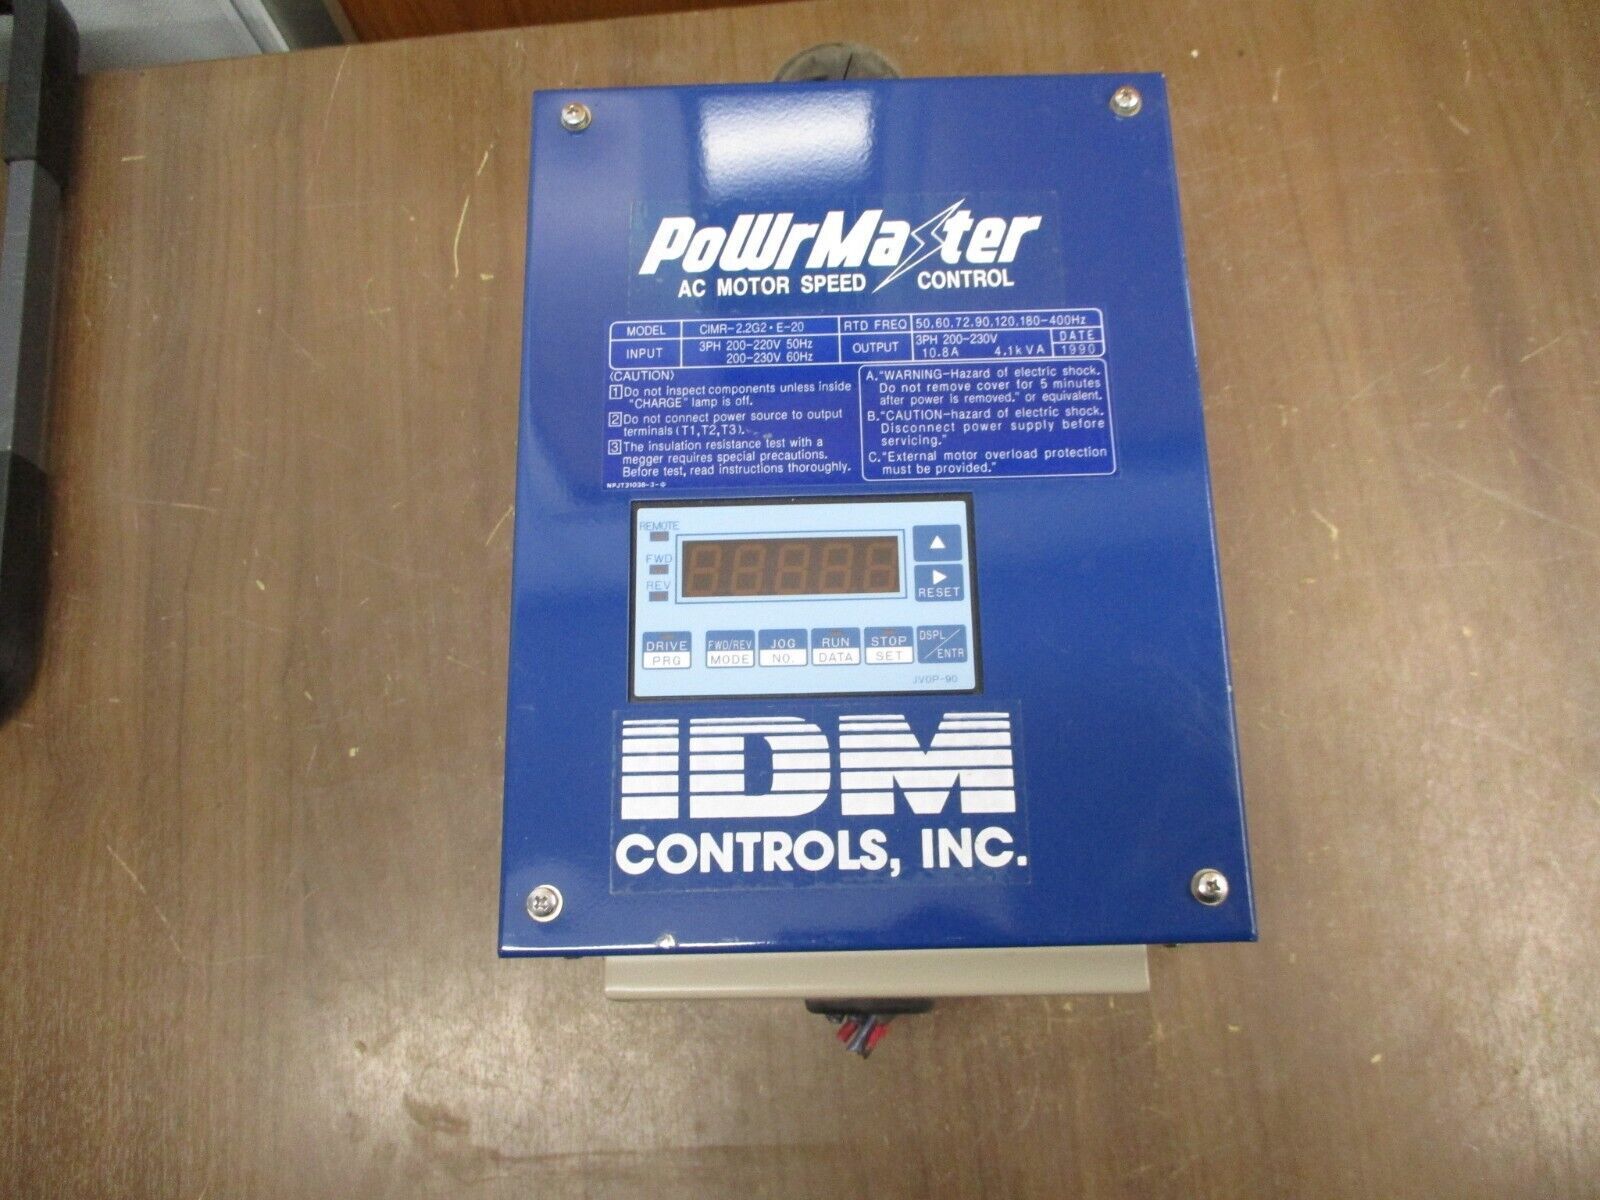 PoWrMaster
AC MOTOR SPEED CONTROL
MODEL CIMR-2.2G2·E-20 RTD FREQ 50,60,72,90,120,180-400Hz
INPUT 3PH 200-220V 50Hz 200-230V 60Hz OUTPUT 3PH 200-230V 10.8A 4.1kVA DATE 1990
(CAUTION)
1 Do not inspect components unless inside
"CHARGE" lamp is off.
2 Do not connect power source to output
terminals (T1,T2,T3).
3 The insulation resistance test with a
megger requires special precautions.
Before test, read instructions thoroughly.
A."WARNING-Hazard of electric shock.
Do not remove cover for 5 minutes
after power is removed." or equivalent.
B."CAUTION-hazard of electric shock.
Disconnect power supply before
servicing."
C."External motor overload protection
must be provided."
NPJT31038-3-
REMOTE
FWD
REV
RESET
DRIVE FWD/REV JOG RUN STOP DSPL
PRG MODE NO. DATA SET ENTR
JVOP-90
IDM
CONTROLS, INC.